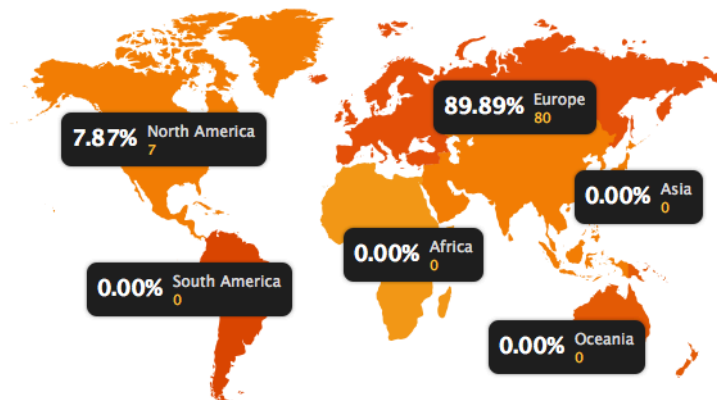 89.89% Europe
80
7.87% North America
7
0.00% Asia
0
0.00% Africa
0
0.00% South America
0
0.00% Oceania
0